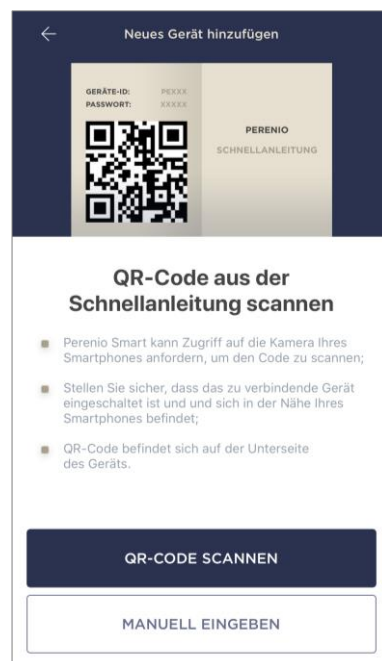 Neues Gerät hinzufügen
GERÄTE-ID: PEXXX
PASSWORT: XXXXX
PERENIO
SCHNELLANLEITUNG
QR-Code aus der
Schnellanleitung scannen
Perenio Smart kann Zugriff auf die Kamera Ihres
Smartphones anfordern, um den Code zu scannen;
Stellen Sie sicher, dass das zu verbindende Gerät
eingeschaltet ist und und sich in der Nähe Ihres
Smartphones befindet;
QR-Code befindet sich auf der Unterseite
des Geräts.
QR-CODE SCANNEN
MANUELL EINGEBEN